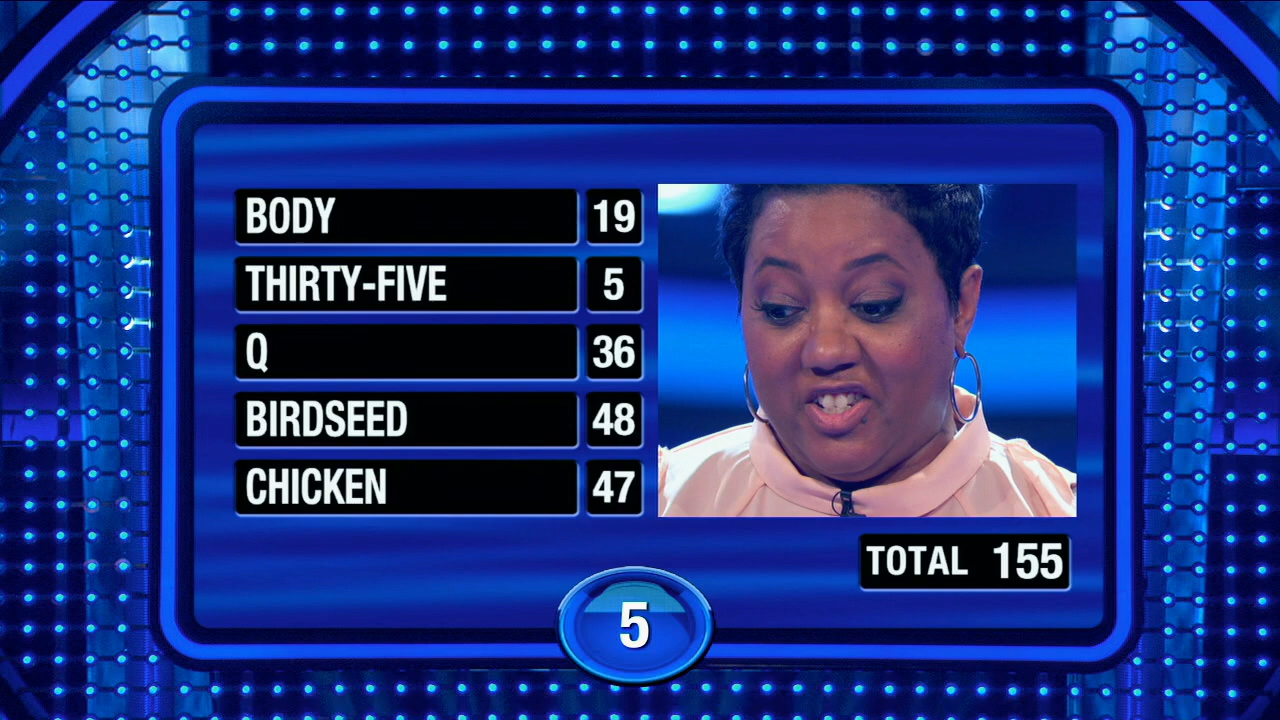 BODY 19
THIRTY-FIVE 5
Q 36
BIRDSEED 48
CHICKEN 47
TOTAL 155
5